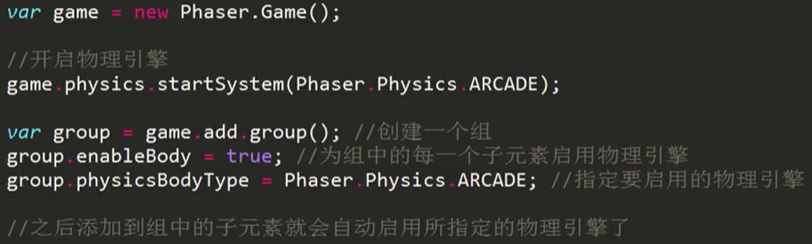 var game = new Phaser.Game();
//开启物理引擎
game.physics.startSystem(Phaser.Physics.ARCADE);
var group = game.add.group(); //创建一个组
group.enableBody = true; //为组中的每一个子元素启用物理引擎
group.physicsBodyType = Phaser.Physics.ARCADE; //指定要启用的物理引擎
//之后添加到组中的子元素就会自动启用所指定的物理引擎了